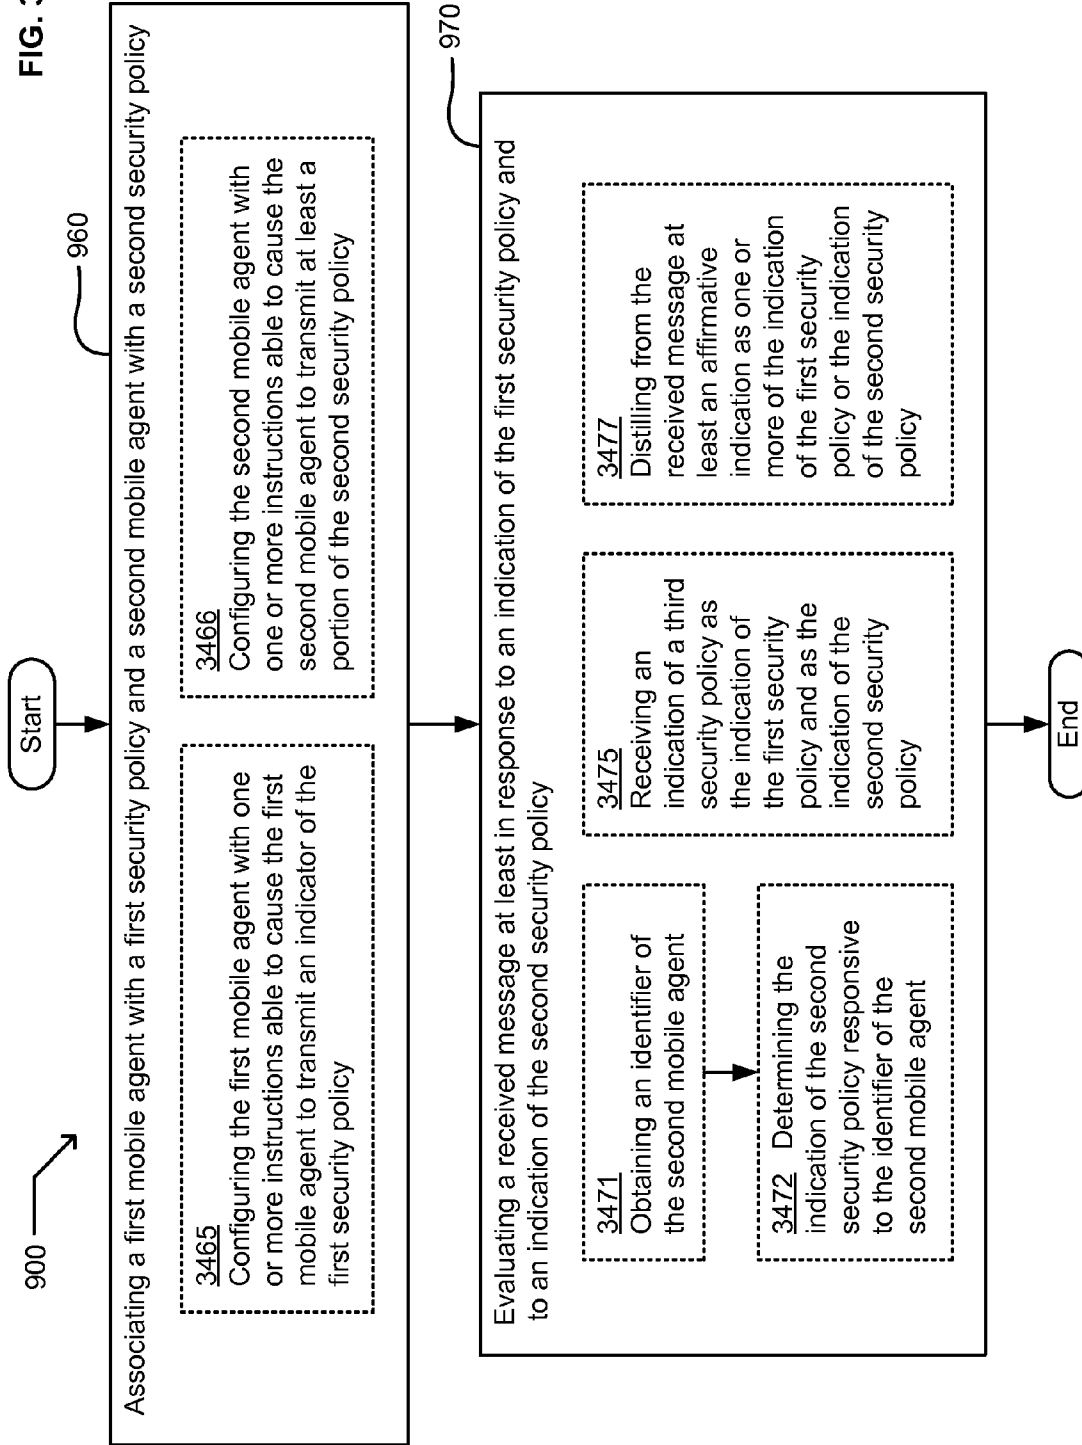 FIG. 3
900
Start
960
Associating a first mobile agent with a first security policy and a second mobile agent with a second security policy
3465
Configuring the first mobile agent with one
or more instructions able to cause the first
mobile agent to transmit an indicator of the
first security policy
3466
Configuring the second mobile agent with
one or more instructions able to cause the
second mobile agent to transmit at least a
portion of the second security policy
970
Evaluating a received message at least in response to an indication of the first security policy and
to an indication of the second security policy
3471
Obtaining an identifier of
the second mobile agent
3472 Determining the
indication of the second
security policy responsive
to the identifier of the
second mobile agent
3475
Receiving an
indication of a third
security policy as
the indication of
the first security
policy and as the
indication of the
second security
policy
3477
Distilling from the
received message at
least an affirmative
indication as one or
more of the indication
of the first security
policy or the indication
of the second security
policy
End